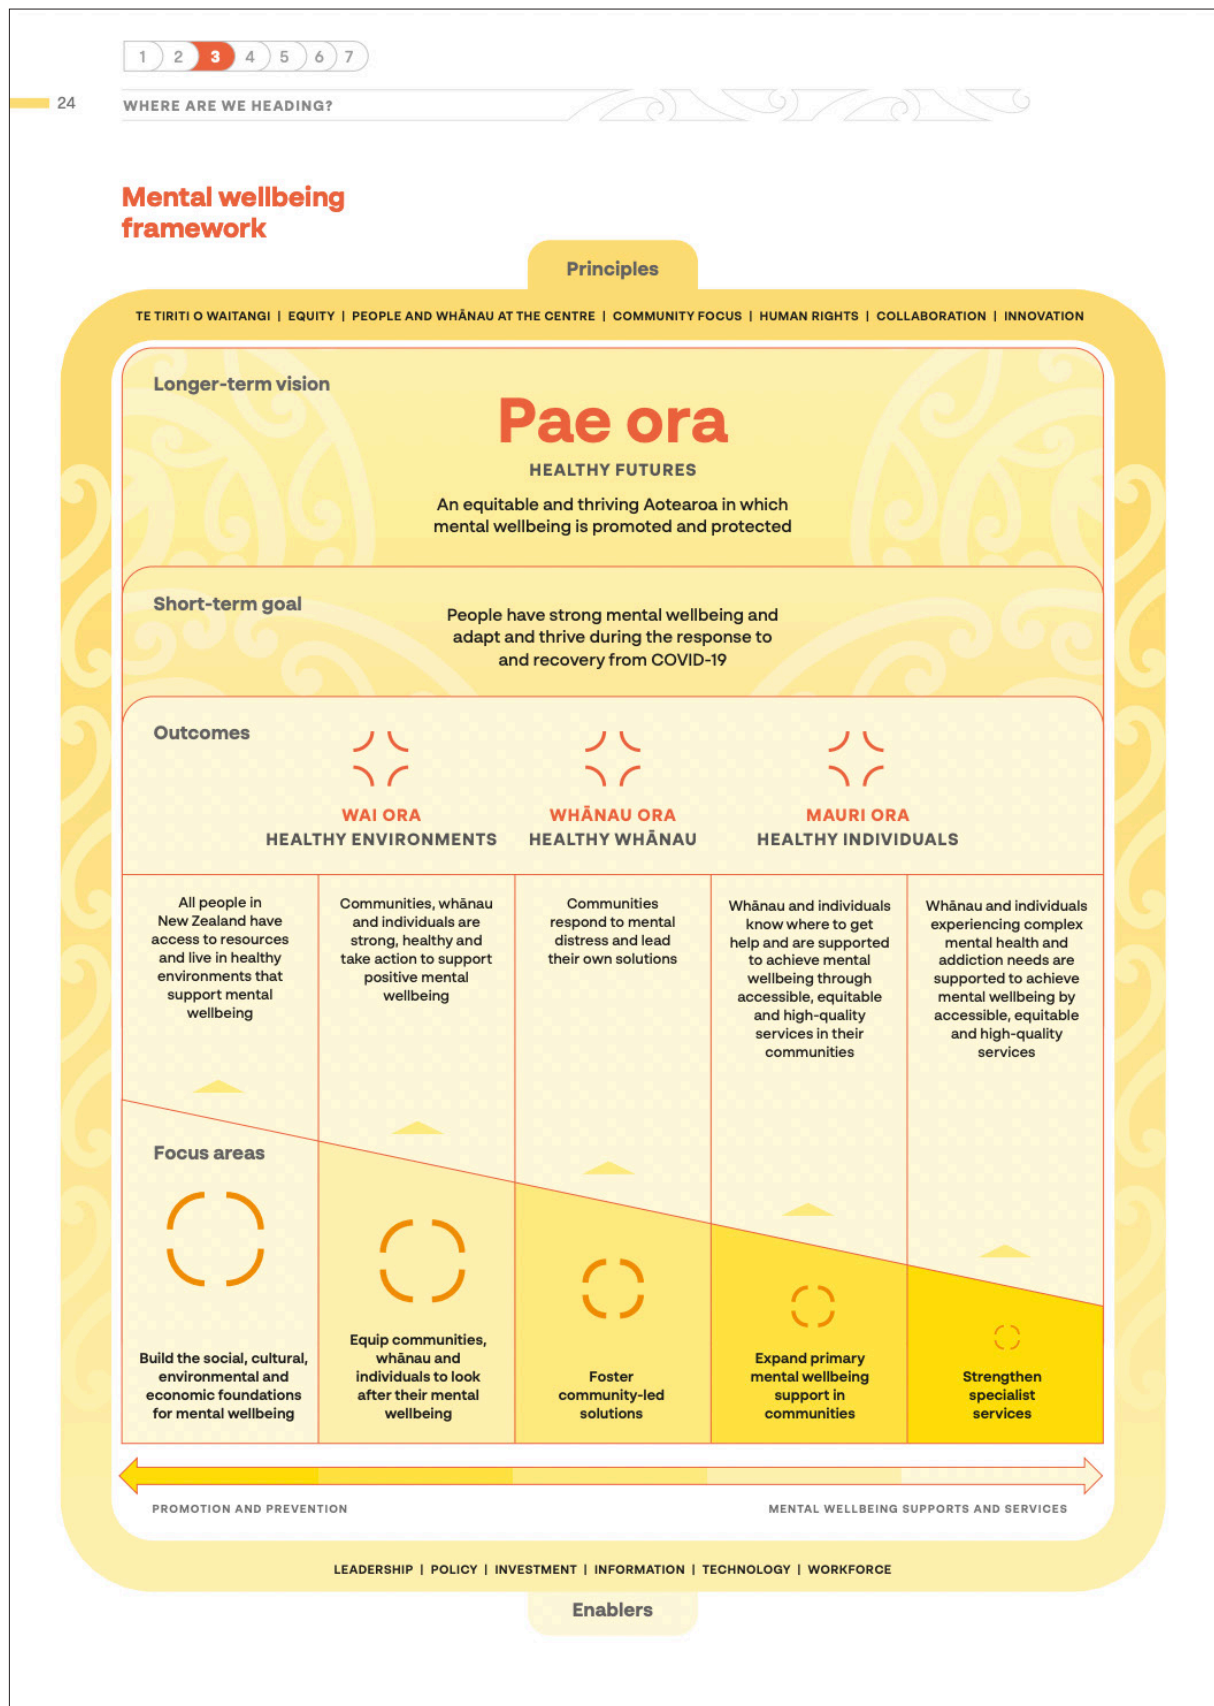 1 2 3 4 5 6 7
24
WHERE ARE WE HEADING?
Mental wellbeing
framework
Principles
TE TIRITI O WAITANGI | EQUITY | PEOPLE AND WHĀNAU AT THE CENTRE | COMMUNITY FOCUS | HUMAN RIGHTS | COLLABORATION | INNOVATION
Longer-term vision
Pae ora
HEALTHY FUTURES
An equitable and thriving Aotearoa in which
mental wellbeing is promoted and protected
Short-term goal
People have strong mental wellbeing and
adapt and thrive during the response to
and recovery from COVID-19
Outcomes
WAI ORA
HEALTHY ENVIRONMENTS
WHĀNAU ORA
HEALTHY WHĀNAU
MAURI ORA
HEALTHY INDIVIDUALS
All people in
New Zealand have
access to resources
and live in healthy
environments that
support mental
wellbeing
Communities, whānau
and individuals are
strong, healthy and
take action to support
positive mental
wellbeing
Communities
respond to mental
distress and lead
their own solutions
Whānau and individuals
know where to get
help and are supported
to achieve mental
wellbeing through
accessible, equitable
and high-quality
services in their
communities
Whānau and individuals
experiencing complex
mental health and
addiction needs are
supported to achieve
mental wellbeing by
accessible, equitable
and high-quality
services
Focus areas
Build the social, cultural,
environmental and
economic foundations
for mental wellbeing
Equip communities,
whānau and
individuals to look
after their mental
wellbeing
Foster
community-led
solutions
Expand primary
mental wellbeing
support in
communities
Strengthen
specialist
services
PROMOTION AND PREVENTION
MENTAL WELLBEING SUPPORTS AND SERVICES
LEADERSHIP | POLICY | INVESTMENT | INFORMATION | TECHNOLOGY | WORKFORCE
Enablers